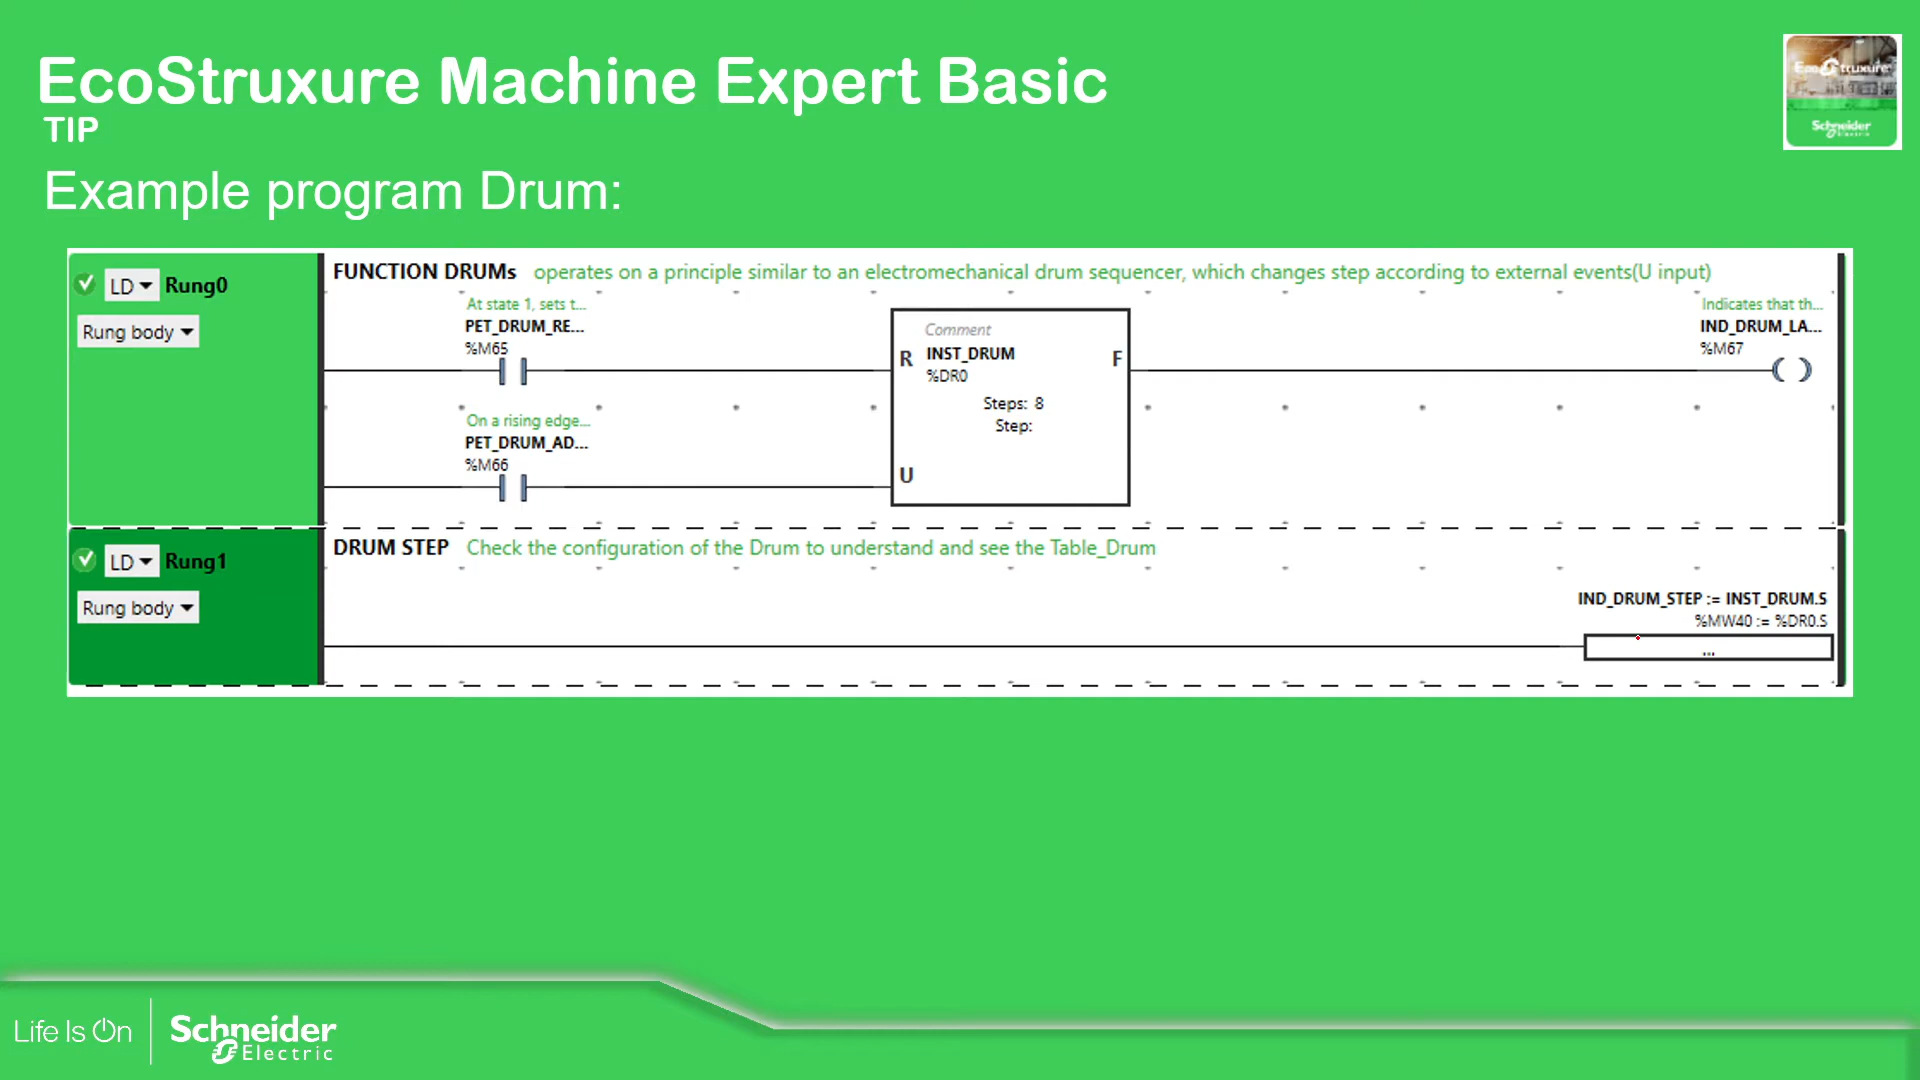 EcoStruxure Machine Expert Basic
TIP
Example program Drum:
EcoStruxure
Schneider
Electric
LD Rung0
Rung body
FUNCTION DRUMs operates on a principle similar to an electromechanical drum sequencer, which changes step according to external events(U input)
At state 1, sets t...
PET_DRUM_RE...
%M65
On a rising edge...
PET_DRUM_AD...
%M66
Comment
R INST_DRUM F
%DR0
Steps: 8
Step:
U
Indicates that th...
IND_DRUM_LA...
%M67
LD Rung1
Rung body
DRUM STEP Check the configuration of the Drum to understand and see the Table_Drum
IND_DRUM_STEP := INST_DRUM.S
%MW40 := %DR0.S
...
Life Is On
Schneider
Electric